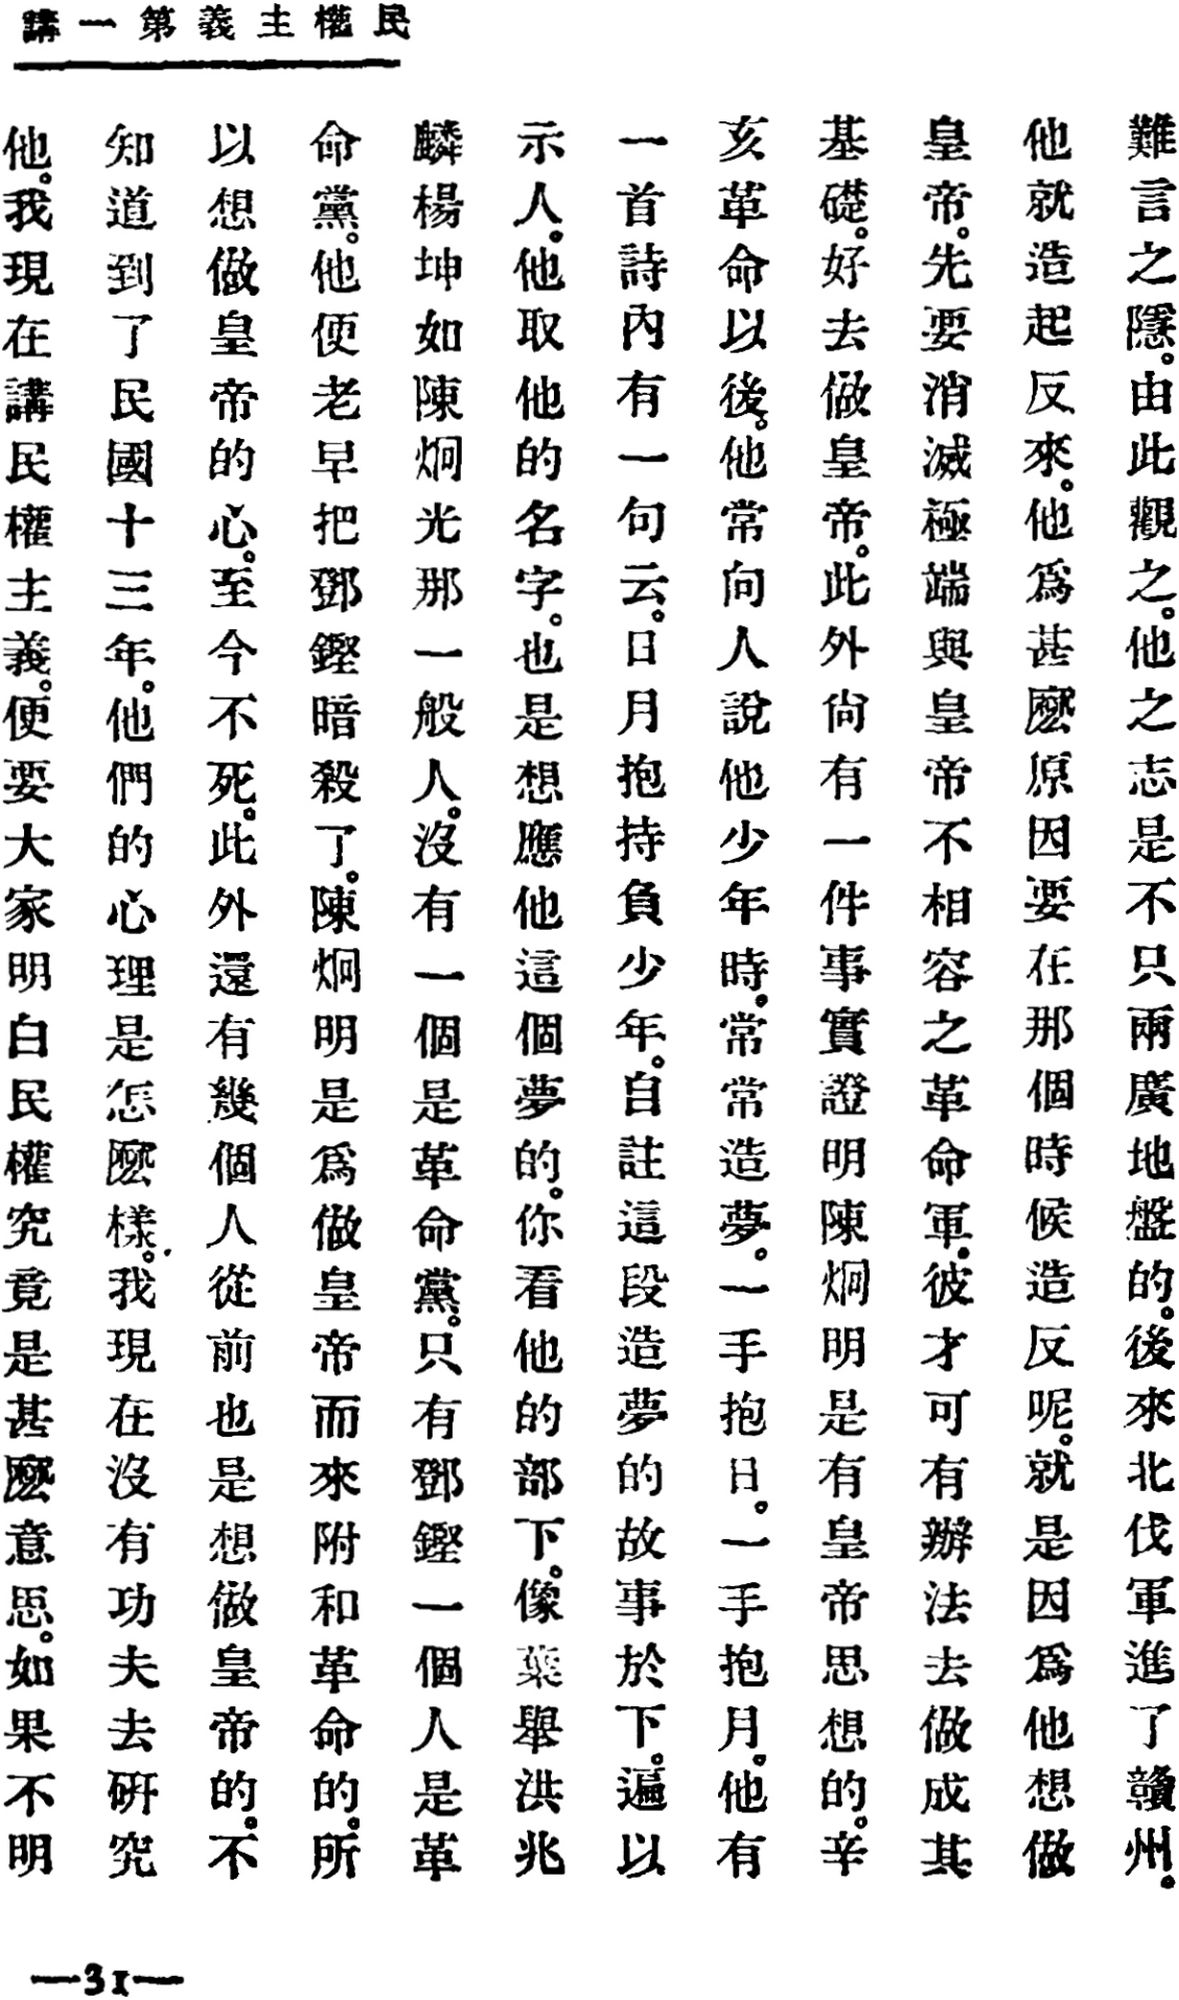 民權主義第一講
難言之隱。由此觀之。他之志是不只兩廣地盤的。後來北伐軍進了贛州。
他就造起反來。他爲甚麼原因要在那個時候造反呢。就是因爲他想做
皇帝。先要消滅極端與皇帝不相容之革命軍。彼才可有辦法去做成其
基礎。好去做皇帝。此外尙有一件事實證明陳炯明是有皇帝思想的。辛
亥革命以後。他常向人說他少年時。常常造夢。一手抱日。一手抱月。他有
一首詩內有一句云。日月抱持負少年。自註這段造夢的故事於下。遍以
示人。他取他的名字。也是想應他這個夢的。你看他的部下。像葉舉洪兆
麟楊坤如陳炯光那一般人。沒有一個是革命黨。只有鄧鏗一個人是革
命黨。他便老早把鄧鏗暗殺了。陳炯明是爲做皇帝而來附和革命的。所
以想做皇帝的心。至今不死。此外還有幾個人從前也是想做皇帝的。不
知道到了民國十三年。他們的心理是怎麼樣。我現在沒有功夫去研究
他。我現在講民權主義。便要大家明白民權究竟是甚麼意思。如果不明
—31—